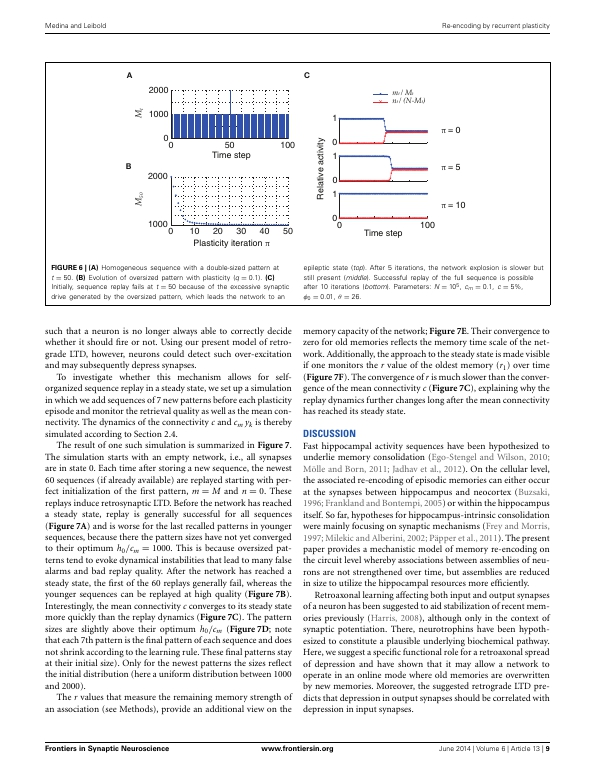 Medina and Leibold
Re-encoding by recurrent plasticity
A
2000
1000
0
M_t
0 50 100
Time step
B
2000
1000
M_50
0 10 20 30 40 50
Plasticity iteration π
C
m_t / M_t
n_t / (N-M_t)
Relative activity
1
0
π = 0
1
0
π = 5
1
0
π = 10
0 100
Time step
FIGURE 6 | (A) Homogeneous sequence with a double-sized pattern at
t = 50. (B) Evolution of oversized pattern with plasticity (q = 0.1). (C)
Initially, sequence replay fails at t = 50 because of the excessive synaptic
drive generated by the oversized pattern, which leads the network to an
epileptic state (top). After 5 iterations, the network explosion is slower but
still present (middle). Successful replay of the full sequence is possible
after 10 iterations (bottom). Parameters: N = 10⁵, c_m = 0.1, c = 5%,
ϕ₀ = 0.01, θ = 26.
such that a neuron is no longer always able to correctly decide
whether it should fire or not. Using our present model of retro-
grade LTD, however, neurons could detect such over-excitation
and may subsequently depress synapses.
To investigate whether this mechanism allows for self-
organized sequence replay in a steady state, we set up a simulation
in which we add sequences of 7 new patterns before each plasticity
episode and monitor the retrieval quality as well as the mean con-
nectivity. The dynamics of the connectivity c and c_m y_k is thereby
simulated according to Section 2.4.
The result of one such simulation is summarized in Figure 7.
The simulation starts with an empty network, i.e., all synapses
are in state 0. Each time after storing a new sequence, the newest
60 sequences (if already available) are replayed starting with per-
fect initialization of the first pattern, m = M and n = 0. These
replays induce retrosynaptic LTD. Before the network has reached
a steady state, replay is generally successful for all sequences
(Figure 7A) and is worse for the last recalled patterns in younger
sequences, because there the pattern sizes have not yet converged
to their optimum h₀/c_m = 1000. This is because oversized pat-
terns tend to evoke dynamical instabilities that lead to many false
alarms and bad replay quality. After the network has reached a
steady state, the first of the 60 replays generally fail, whereas the
younger sequences can be replayed at high quality (Figure 7B).
Interestingly, the mean connectivity c converges to its steady state
more quickly than the replay dynamics (Figure 7C). The pattern
sizes are slightly above their optimum h₀/c_m (Figure 7D; note
that each 7th pattern is the final pattern of each sequence and does
not shrink according to the learning rule. These final patterns stay
at their initial size). Only for the newest patterns the sizes reflect
the initial distribution (here a uniform distribution between 1000
and 2000).
The r values that measure the remaining memory strength of
an association (see Methods), provide an additional view on the
memory capacity of the network; Figure 7E. Their convergence to
zero for old memories reflects the memory time scale of the net-
work. Additionally, the approach to the steady state is made visible
if one monitors the r value of the oldest memory (r₁) over time
(Figure 7F). The convergence of r is much slower than the conver-
gence of the mean connectivity c (Figure 7C), explaining why the
replay dynamics further changes long after the mean connectivity
has reached its steady state.
DISCUSSION
Fast hippocampal activity sequences have been hypothesized to
underlie memory consolidation (Ego-Stengel and Wilson, 2010;
Mölle and Born, 2011; Jadhav et al., 2012). On the cellular level,
the associated re-encoding of episodic memories can either occur
at the synapses between hippocampus and neocortex (Buzsaki,
1996; Frankland and Bontempi, 2005) or within the hippocampus
itself. So far, hypotheses for hippocampus-intrinsic consolidation
were mainly focusing on synaptic mechanisms (Frey and Morris,
1997; Milekic and Alberini, 2002; Päpper et al., 2011). The present
paper provides a mechanistic model of memory re-encoding on
the circuit level whereby associations between assemblies of neu-
rons are not strengthened over time, but assemblies are reduced
in size to utilize the hippocampal resources more efficiently.
Retroaxonal learning affecting both input and output synapses
of a neuron has been suggested to aid stabilization of recent mem-
ories previously (Harris, 2008), although only in the context of
synaptic potentiation. There, neurotrophins have been hypoth-
esized to constitute a plausible underlying biochemical pathway.
Here, we suggest a specific functional role for a retroaxonal spread
of depression and have shown that it may allow a network to
operate in an online mode where old memories are overwritten
by new memories. Moreover, the suggested retrograde LTD pre-
dicts that depression in output synapses should be correlated with
depression in input synapses.
Frontiers in Synaptic Neuroscience
www.frontiersin.org
June 2014 | Volume 6 | Article 13 | 9